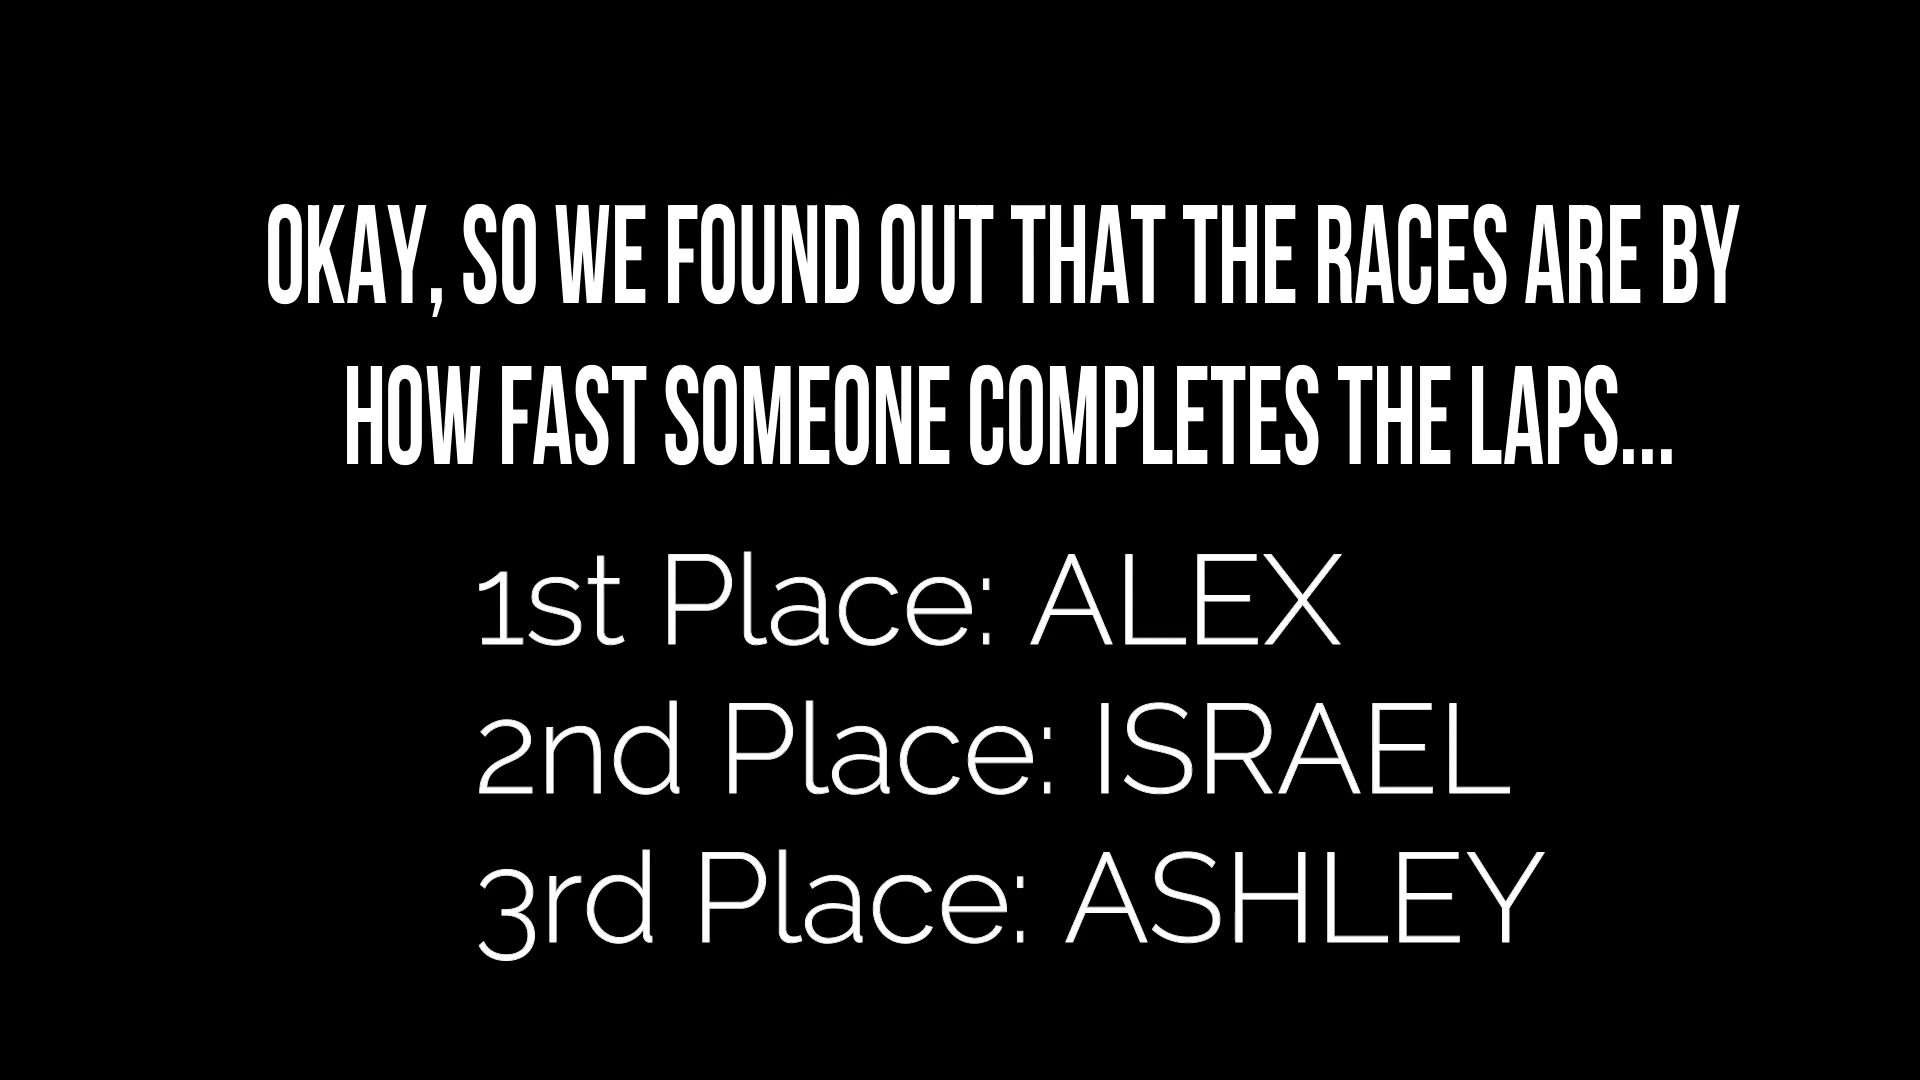 OKAY, SO WE FOUND OUT THAT THE RACES ARE BY
HOW FAST SOMEONE COMPLETES THE LAPS...
1st Place: ALEX
2nd Place: ISRAEL
3rd Place: ASHLEY